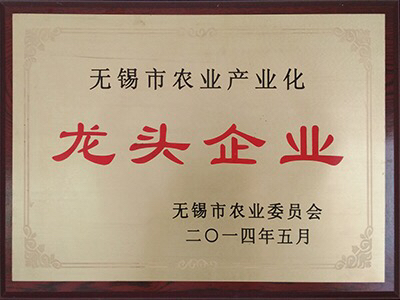 无锡市农业产业化
龙头企业
无锡市农业委员会
二〇一四年五月